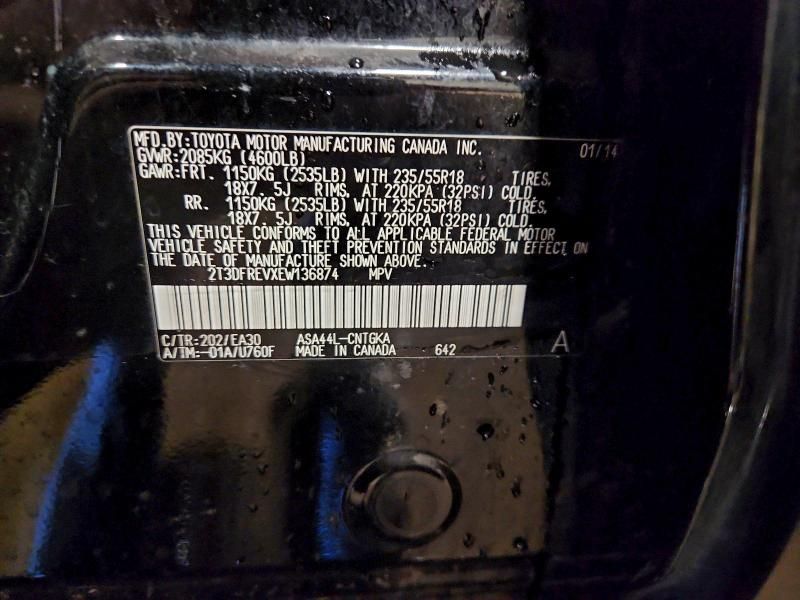 MFD.BY:TOYOTA MOTOR MANUFACTURING CANADA INC. 01/14
GVWR:2085KG (4600LB)
GAWR:FRT. 1150KG (2535LB) WITH 235/55R18 TIRES,
18X7. 5J RIMS, AT 220KPA (32PSI) COLD.
RR. 1150KG (2535LB) WITH 235/55R18 TIRES,
18X7. 5J RIMS, AT 220KPA (32PSI) COLD.
THIS VEHICLE CONFORMS TO ALL APPLICABLE FEDERAL MOTOR
VEHICLE SAFETY AND THEFT PREVENTION STANDARDS IN EFFECT ON
THE DATE OF MANUFACTURE SHOWN ABOVE.
2T3DFREVXEW136874 MPV
C/TR:202/EA30 ASA44L-CNTGKA
A/TM:-01A/U760F MADE IN CANADA 642 A